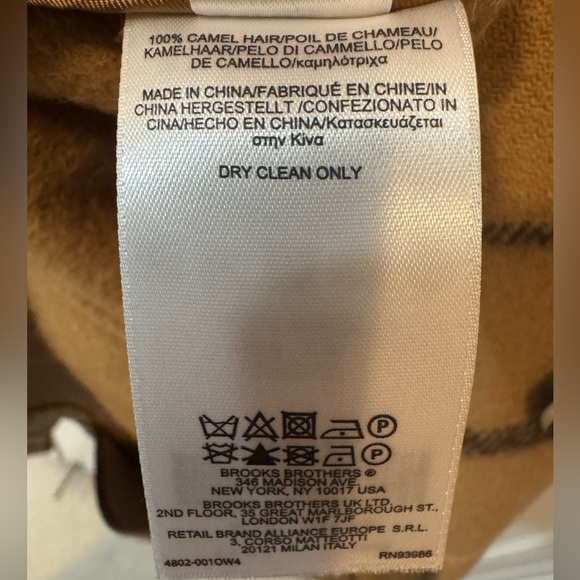 100% CAMEL HAIR/POIL DE CHAMEAU/
KAMELHAAR/PELO DI CAMMELLO/PELO
DE CAMELLO/καμηλότριχα
MADE IN CHINA/FABRIQUÉ EN CHINE/IN
CHINA HERGESTELLT /CONFEZIONATO IN
CINA/HECHO EN CHINA/Κατασκευάζεται
στην Κίνα
DRY CLEAN ONLY
P
P
BROOKS BROTHERS ®
346 MADISON AVE.
NEW YORK, NY 10017 USA
BROOKS BROTHERS UK LTD.
2ND FLOOR, 35 GREAT MARLBOROUGH ST.,
LONDON W1F 7JF
RETAIL BRAND ALLIANCE EUROPE S.R.L.
3, CORSO MATTEOTTI
20121 MILAN ITALY
4802-001OW4 RN93986